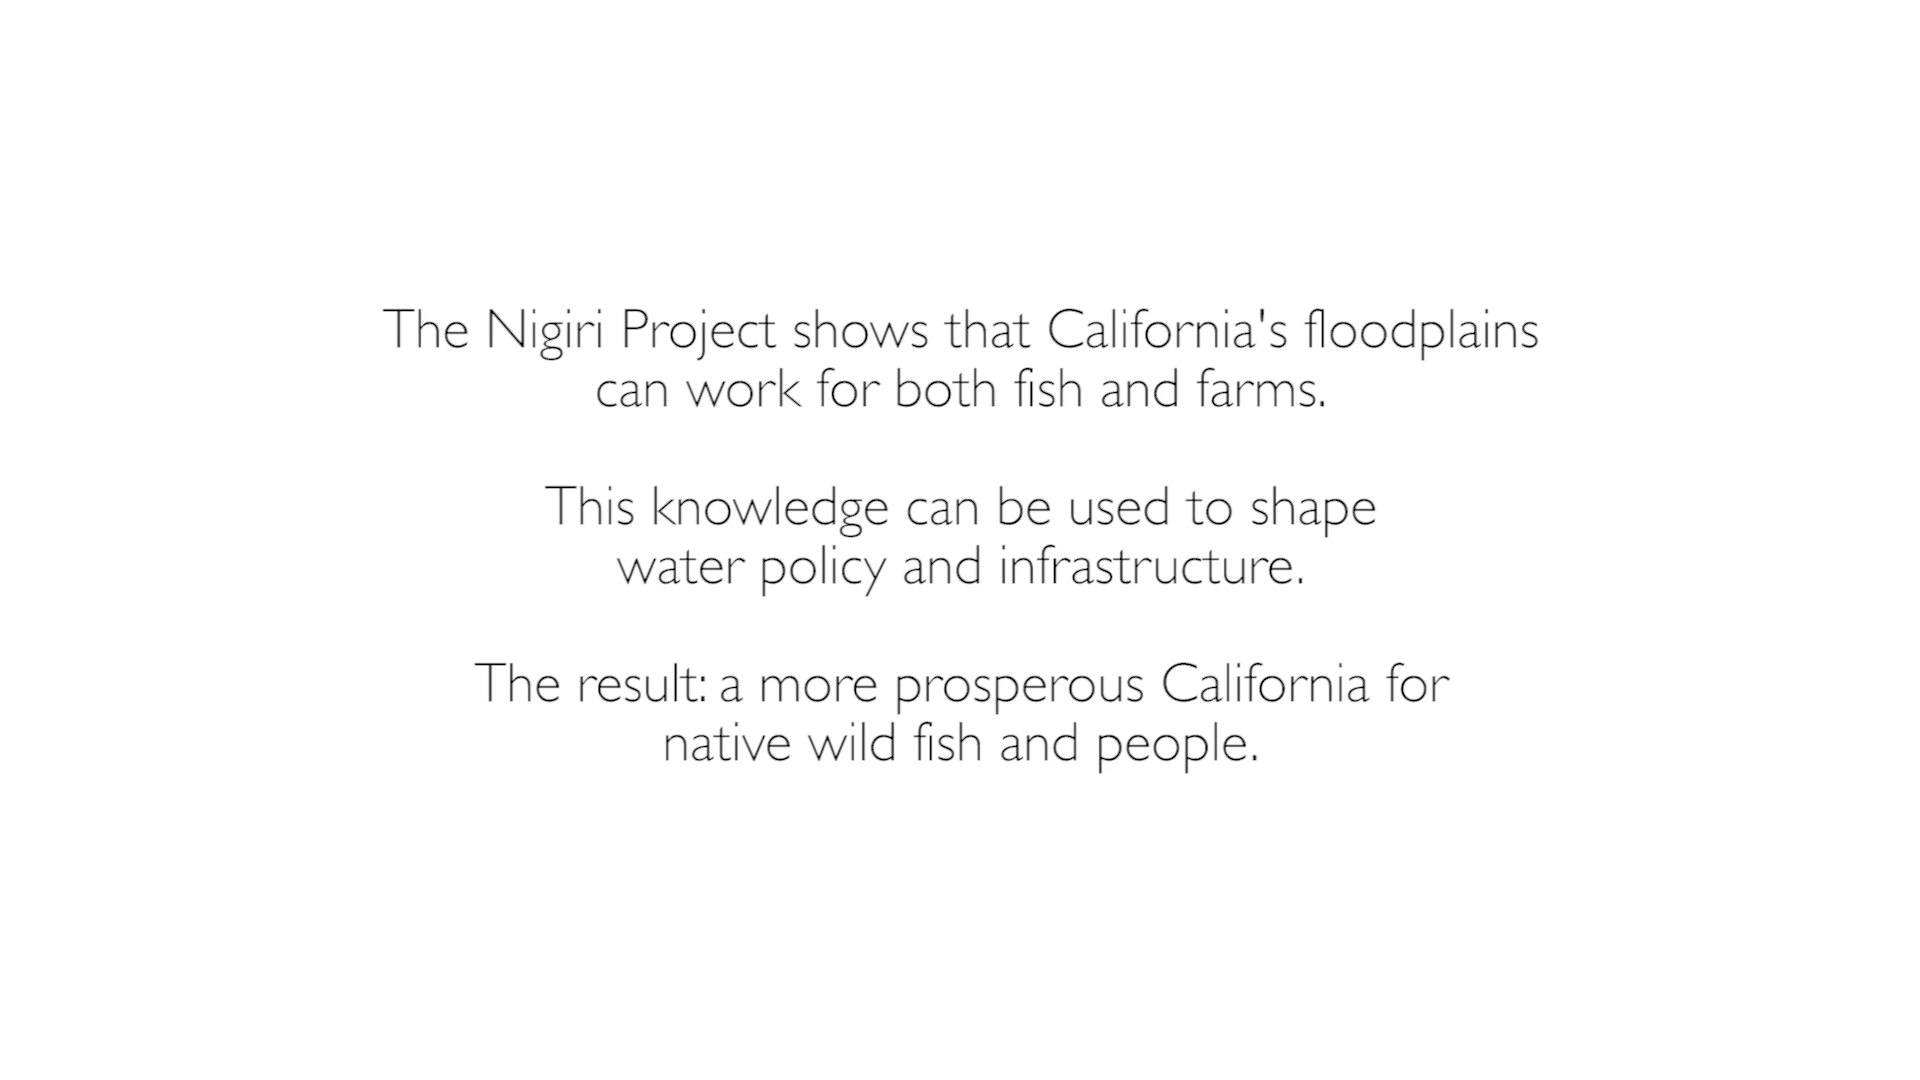 The Nigiri Project shows that California's floodplains
can work for both fish and farms.
This knowledge can be used to shape
water policy and infrastructure.
The result: a more prosperous California for
native wild fish and people.